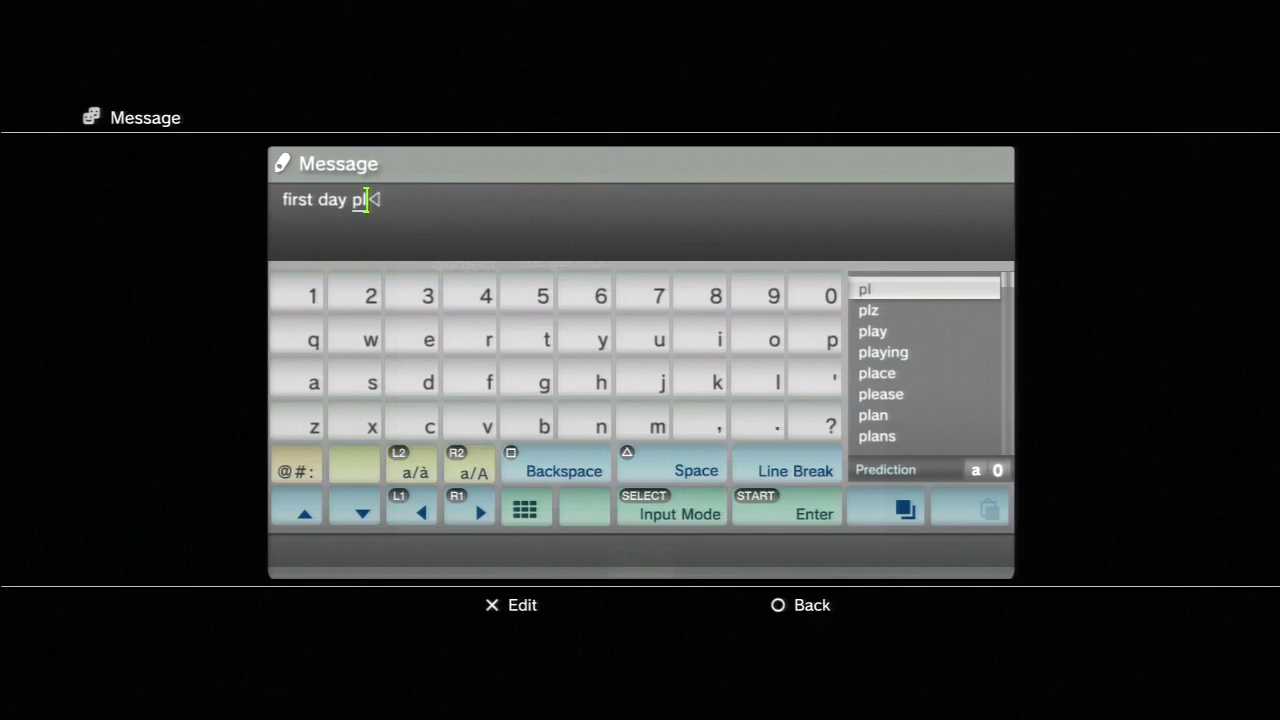 Message
Message
first day pl
1 2 3 4 5 6 7 8 9 0
q w e r t y u i o p
a s d f g h j k l '
z x c v b n m , . ?
pl
plz
play
playing
place
please
plan
plans
@#: L2 a/à R2 a/A Backspace Space Line Break
Prediction a 0
L1 R1 SELECT Input Mode START Enter
Edit Back